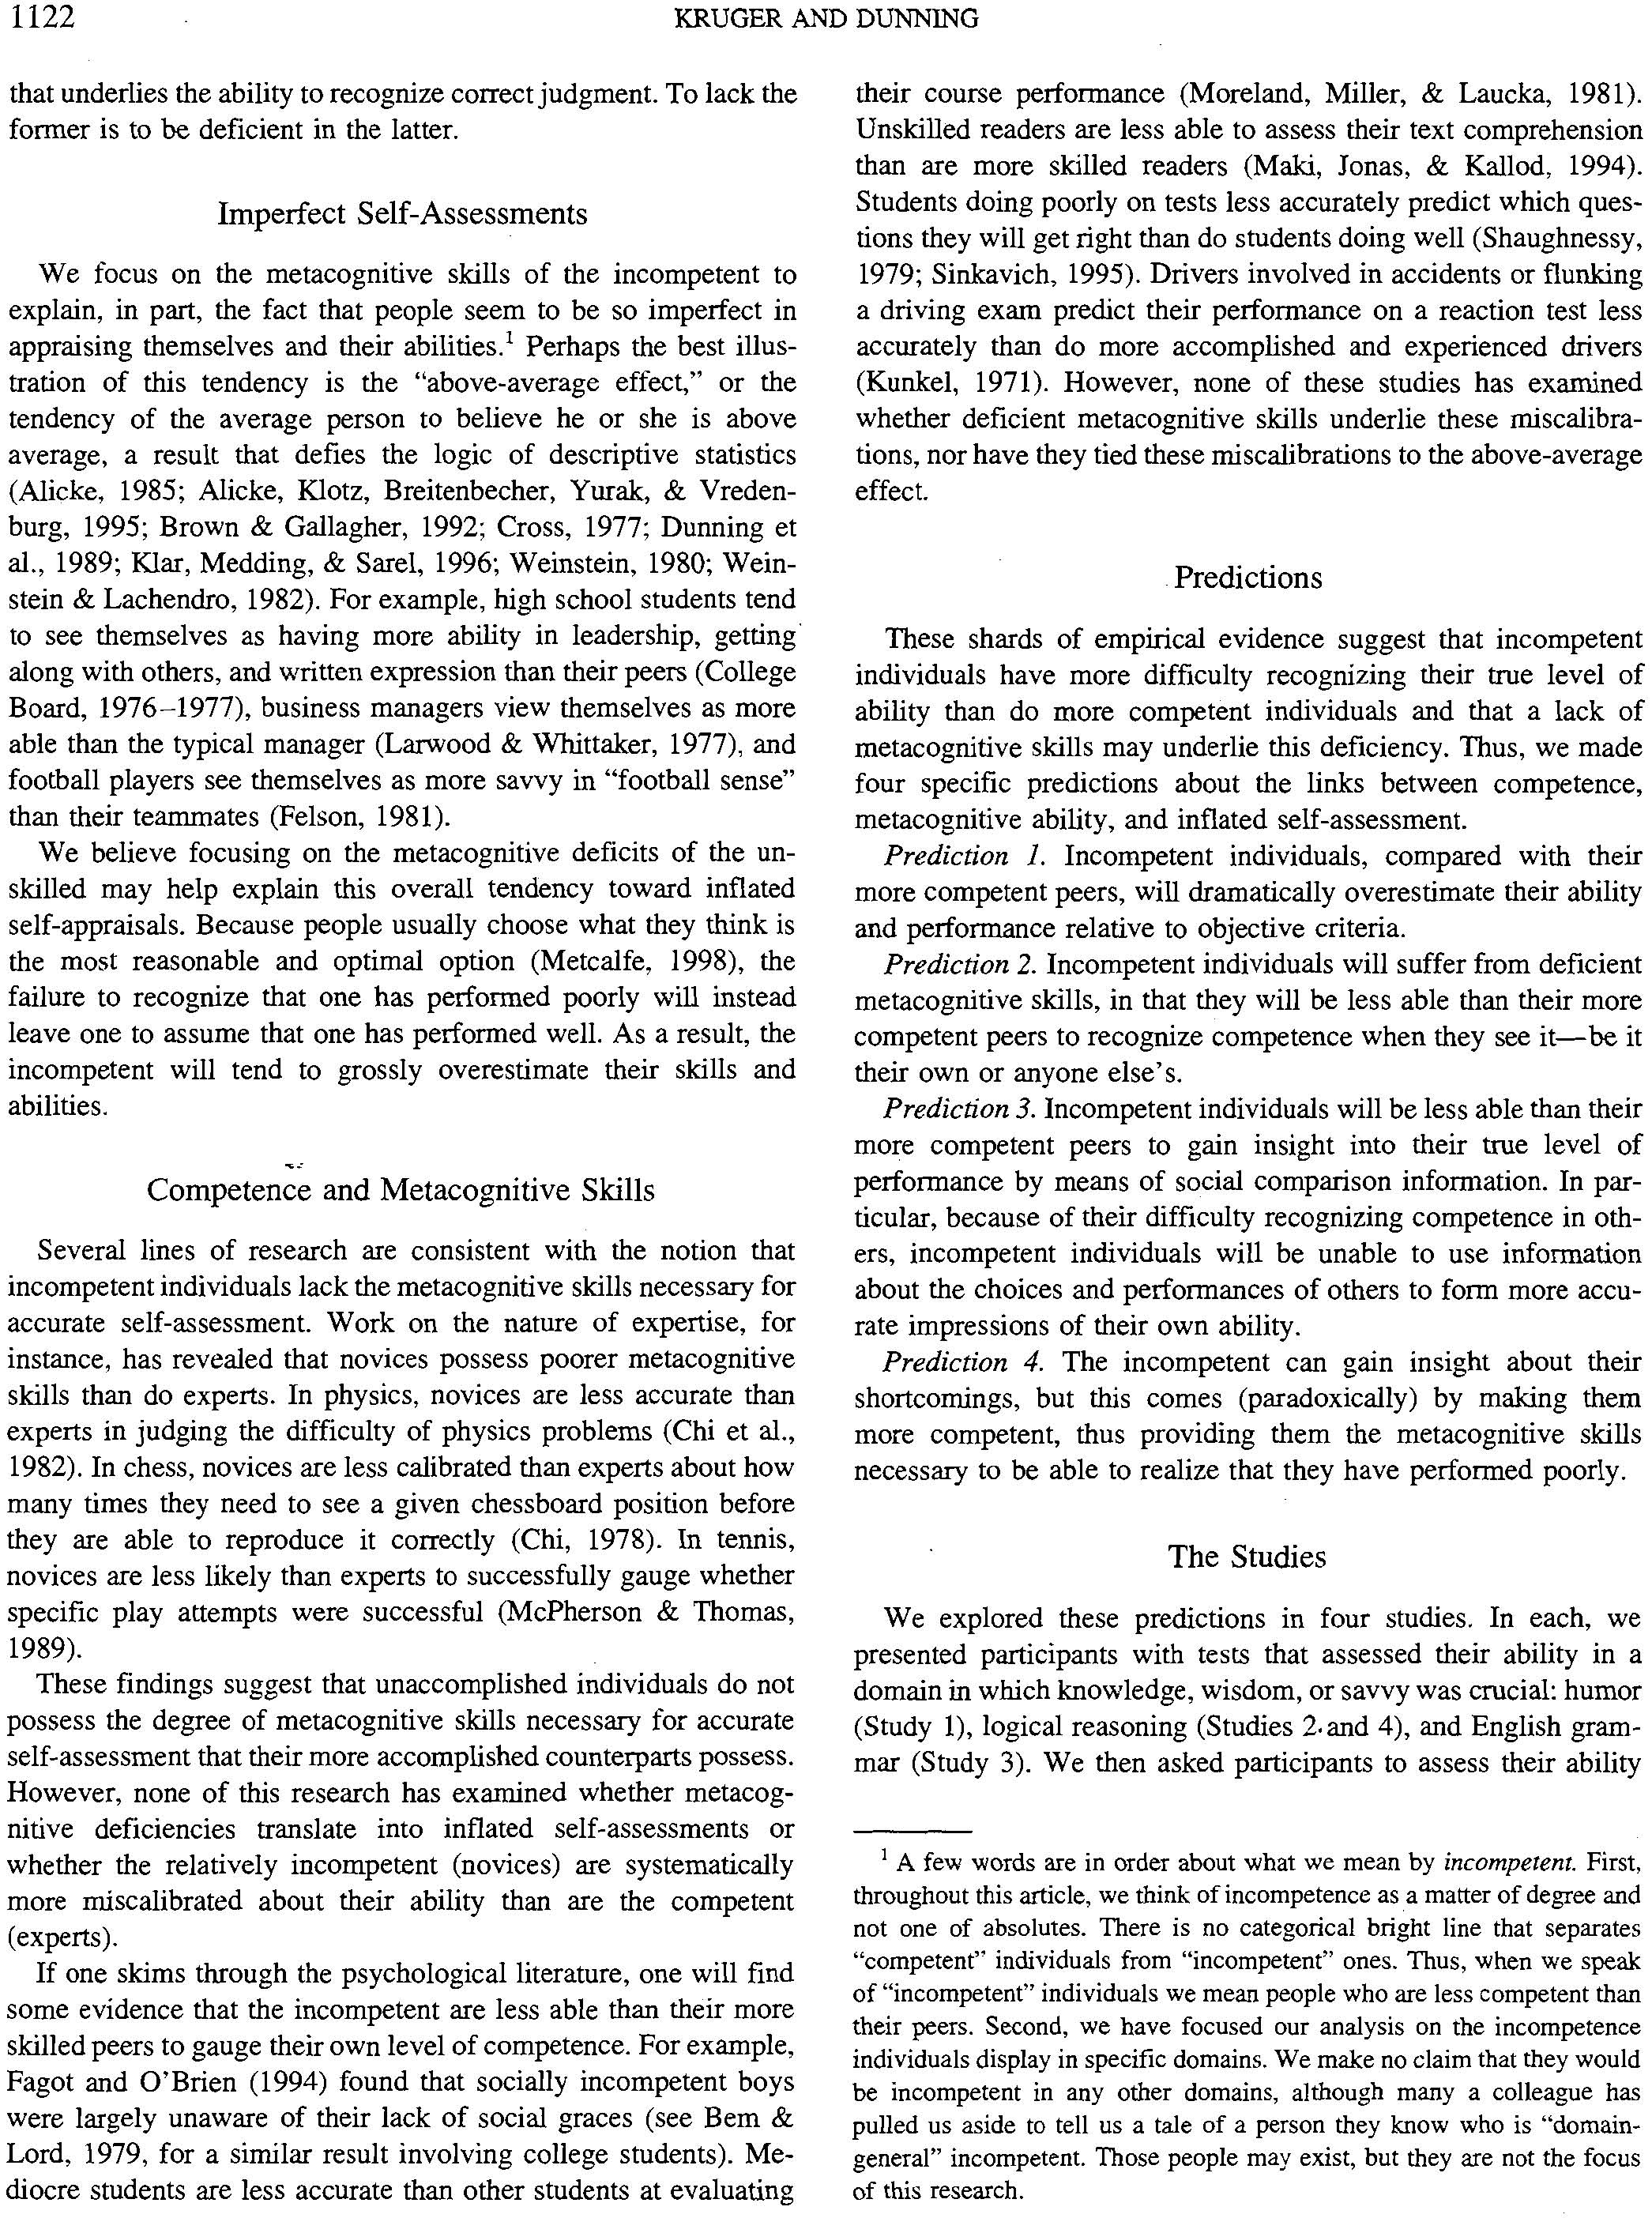 1122
KRUGER AND DUNNING
that underlies the ability to recognize correct judgment. To lack the
former is to be deficient in the latter.
Imperfect Self-Assessments
We focus on the metacognitive skills of the incompetent to
explain, in part, the fact that people seem to be so imperfect in
appraising themselves and their abilities.¹ Perhaps the best illus-
tration of this tendency is the “above-average effect,” or the
tendency of the average person to believe he or she is above
average, a result that defies the logic of descriptive statistics
(Alicke, 1985; Alicke, Klotz, Breitenbecher, Yurak, & Vreden-
burg, 1995; Brown & Gallagher, 1992; Cross, 1977; Dunning et
al., 1989; Klar, Medding, & Sarel, 1996; Weinstein, 1980; Wein-
stein & Lachendro, 1982). For example, high school students tend
to see themselves as having more ability in leadership, getting
along with others, and written expression than their peers (College
Board, 1976–1977), business managers view themselves as more
able than the typical manager (Larwood & Whittaker, 1977), and
football players see themselves as more savvy in “football sense”
than their teammates (Felson, 1981).
We believe focusing on the metacognitive deficits of the un-
skilled may help explain this overall tendency toward inflated
self-appraisals. Because people usually choose what they think is
the most reasonable and optimal option (Metcalfe, 1998), the
failure to recognize that one has performed poorly will instead
leave one to assume that one has performed well. As a result, the
incompetent will tend to grossly overestimate their skills and
abilities.
Competence and Metacognitive Skills
Several lines of research are consistent with the notion that
incompetent individuals lack the metacognitive skills necessary for
accurate self-assessment. Work on the nature of expertise, for
instance, has revealed that novices possess poorer metacognitive
skills than do experts. In physics, novices are less accurate than
experts in judging the difficulty of physics problems (Chi et al.,
1982). In chess, novices are less calibrated than experts about how
many times they need to see a given chessboard position before
they are able to reproduce it correctly (Chi, 1978). In tennis,
novices are less likely than experts to successfully gauge whether
specific play attempts were successful (McPherson & Thomas,
1989).
These findings suggest that unaccomplished individuals do not
possess the degree of metacognitive skills necessary for accurate
self-assessment that their more accomplished counterparts possess.
However, none of this research has examined whether metacog-
nitive deficiencies translate into inflated self-assessments or
whether the relatively incompetent (novices) are systematically
more miscalibrated about their ability than are the competent
(experts).
If one skims through the psychological literature, one will find
some evidence that the incompetent are less able than their more
skilled peers to gauge their own level of competence. For example,
Fagot and O’Brien (1994) found that socially incompetent boys
were largely unaware of their lack of social graces (see Bem &
Lord, 1979, for a similar result involving college students). Me-
diocre students are less accurate than other students at evaluating
their course performance (Moreland, Miller, & Laucka, 1981).
Unskilled readers are less able to assess their text comprehension
than are more skilled readers (Maki, Jonas, & Kallod, 1994).
Students doing poorly on tests less accurately predict which ques-
tions they will get right than do students doing well (Shaughnessy,
1979; Sinkavich, 1995). Drivers involved in accidents or flunking
a driving exam predict their performance on a reaction test less
accurately than do more accomplished and experienced drivers
(Kunkel, 1971). However, none of these studies has examined
whether deficient metacognitive skills underlie these miscalibra-
tions, nor have they tied these miscalibrations to the above-average
effect.
Predictions
These shards of empirical evidence suggest that incompetent
individuals have more difficulty recognizing their true level of
ability than do more competent individuals and that a lack of
metacognitive skills may underlie this deficiency. Thus, we made
four specific predictions about the links between competence,
metacognitive ability, and inflated self-assessment.
Prediction 1. Incompetent individuals, compared with their
more competent peers, will dramatically overestimate their ability
and performance relative to objective criteria.
Prediction 2. Incompetent individuals will suffer from deficient
metacognitive skills, in that they will be less able than their more
competent peers to recognize competence when they see it—be it
their own or anyone else’s.
Prediction 3. Incompetent individuals will be less able than their
more competent peers to gain insight into their true level of
performance by means of social comparison information. In par-
ticular, because of their difficulty recognizing competence in oth-
ers, incompetent individuals will be unable to use information
about the choices and performances of others to form more accu-
rate impressions of their own ability.
Prediction 4. The incompetent can gain insight about their
shortcomings, but this comes (paradoxically) by making them
more competent, thus providing them the metacognitive skills
necessary to be able to realize that they have performed poorly.
The Studies
We explored these predictions in four studies. In each, we
presented participants with tests that assessed their ability in a
domain in which knowledge, wisdom, or savvy was crucial: humor
(Study 1), logical reasoning (Studies 2 and 4), and English gram-
mar (Study 3). We then asked participants to assess their ability
¹ A few words are in order about what we mean by incompetent. First,
throughout this article, we think of incompetence as a matter of degree and
not one of absolutes. There is no categorical bright line that separates
“competent” individuals from “incompetent” ones. Thus, when we speak
of “incompetent” individuals we mean people who are less competent than
their peers. Second, we have focused our analysis on the incompetence
individuals display in specific domains. We make no claim that they would
be incompetent in any other domains, although many a colleague has
pulled us aside to tell us a tale of a person they know who is “domain-
general” incompetent. Those people may exist, but they are not the focus
of this research.